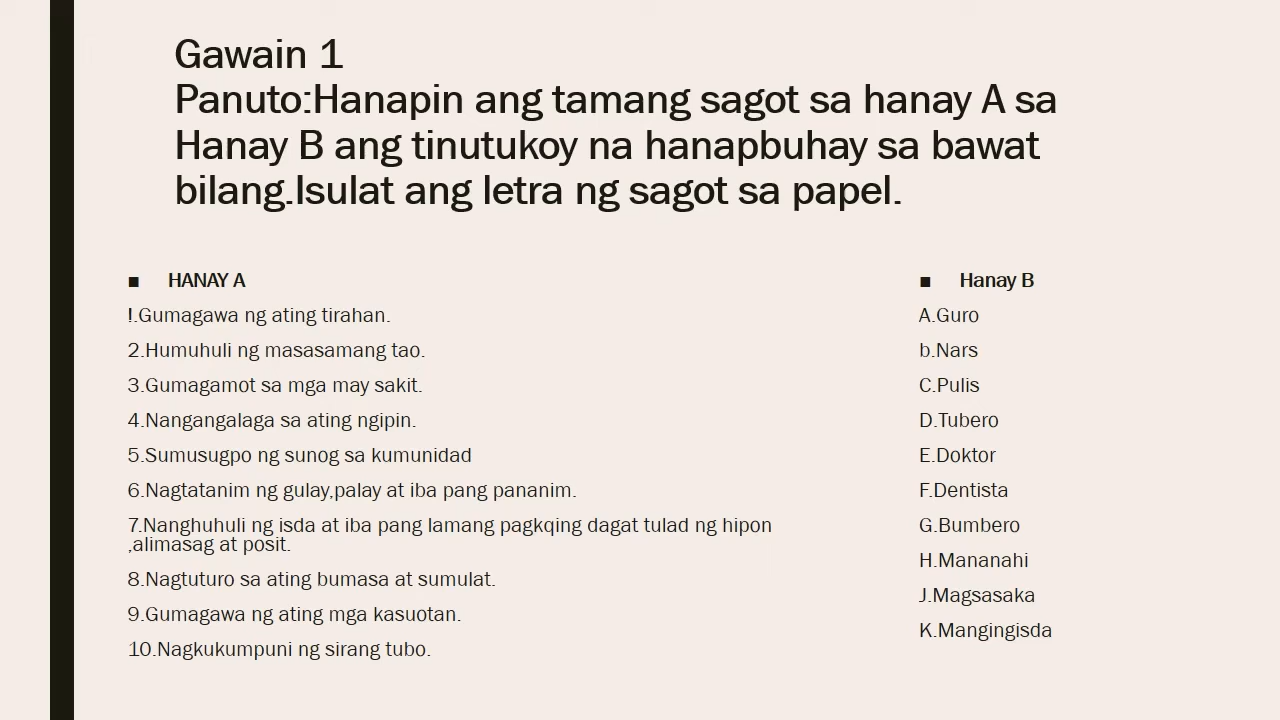 Gawain 1
Panuto:Hanapin ang tamang sagot sa hanay A sa
Hanay B ang tinutukoy na hanapbuhay sa bawat
bilang.Isulat ang letra ng sagot sa papel.
■ HANAY A
!.Gumagawa ng ating tirahan.
2.Humuhuli ng masasamang tao.
3.Gumagamot sa mga may sakit.
4.Nangangalaga sa ating ngipin.
5.Sumusugpo ng sunog sa kumunidad
6.Nagtatanim ng gulay,palay at iba pang pananim.
7.Nanghuhuli ng isda at iba pang lamang pagkqing dagat tulad ng hipon
,alimasag at posit.
8.Nagtuturo sa ating bumasa at sumulat.
9.Gumagawa ng ating mga kasuotan.
10.Nagkukumpuni ng sirang tubo.
■ Hanay B
A.Guro
b.Nars
C.Pulis
D.Tubero
E.Doktor
F.Dentista
G.Bumbero
H.Mananahi
J.Magsasaka
K.Mangingisda